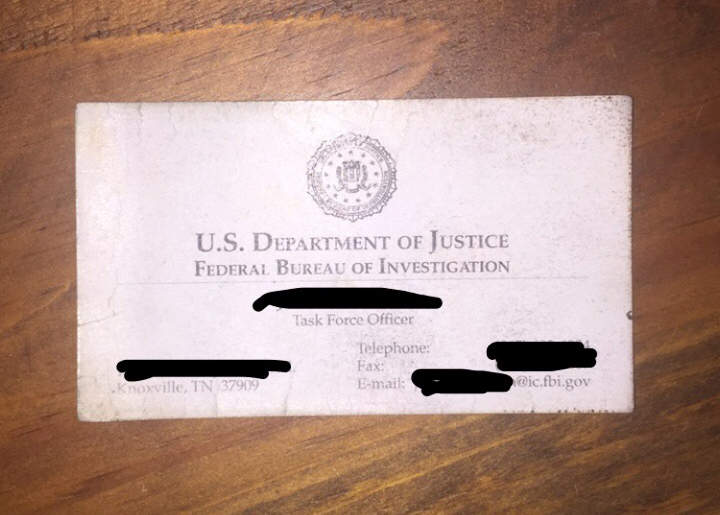 U.S. DEPARTMENT OF JUSTICE
FEDERAL BUREAU OF INVESTIGATION
Task Force Officer
Knoxville, TN 37909
Telephone:
Fax:
E-mail: @ic.fbi.gov